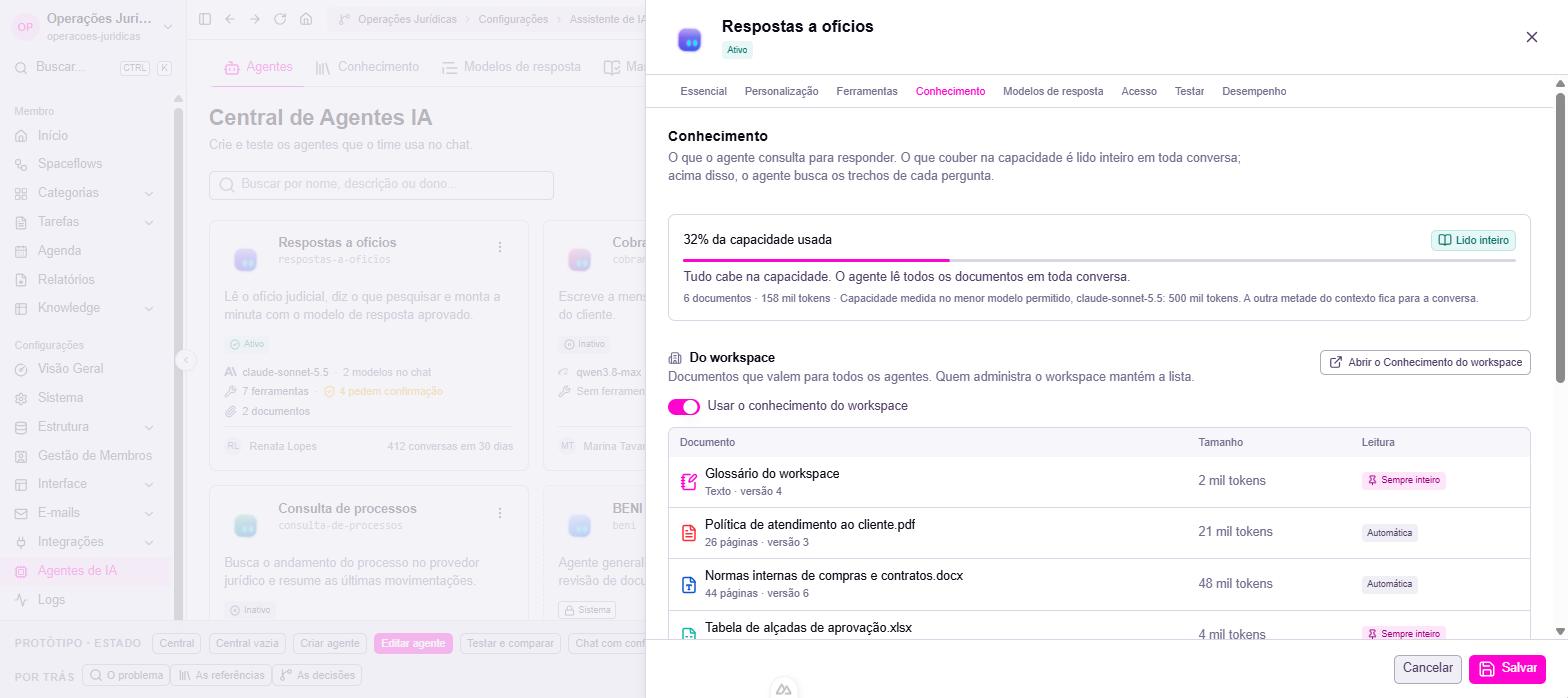 OP
Operações Jurí...
operacoes-juridicas
Buscar...
CTRL
K
Membro
Início
Spaceflows
Categorias
Tarefas
Agenda
Relatórios
Knowledge
Configurações
Visão Geral
Sistema
Estrutura
Gestão de Membros
Interface
E-mails
Integrações
Agentes de IA
Logs
Operações Jurídicas
Configurações
Assistente de IA
Agentes
Conhecimento
Modelos de resposta
Central de Agentes IA
Crie e teste os agentes que o time usa no chat.
Buscar por nome, descrição ou dono...
Respostas a ofícios
respostas-a-oficios
Lê o ofício judicial, diz o que pesquisar e monta a
minuta com o modelo de resposta aprovado.
Ativo
claude-sonnet-5.5 · 2 modelos no chat
7 ferramentas · 4 pedem confirmação
2 documentos
RL
Renata Lopes
412 conversas em 30 dias
Cobra
cobran
Escreve a mens
do cliente.
Inativo
qwen3.8-max
Sem ferramen
MT
Marina Tavar
Consulta de processos
consulta-de-processos
Busca o andamento do processo no provedor
jurídico e resume as últimas movimentações.
Inativo
BENI
beni
Agente general
revisão de docu
Sistema
PROTÓTIPO · ESTADO
Central
Central vazia
Criar agente
Editar agente
Testar e comparar
Chat com conf
POR TRÁS
O problema
As referências
As decisões
Respostas a ofícios
Ativo
Essencial
Personalização
Ferramentas
Conhecimento
Modelos de resposta
Acesso
Testar
Desempenho
Conhecimento
O que o agente consulta para responder. O que couber na capacidade é lido inteiro em toda conversa;
acima disso, o agente busca os trechos de cada pergunta.
32% da capacidade usada
Lido inteiro
Tudo cabe na capacidade. O agente lê todos os documentos em toda conversa.
6 documentos · 158 mil tokens · Capacidade medida no menor modelo permitido, claude-sonnet-5.5: 500 mil tokens. A outra metade do contexto fica para a conversa.
Do workspace
Abrir o Conhecimento do workspace
Documentos que valem para todos os agentes. Quem administra o workspace mantém a lista.
Usar o conhecimento do workspace
Documento
Tamanho
Leitura
Glossário do workspace
Texto · versão 4
2 mil tokens
Sempre inteiro
Política de atendimento ao cliente.pdf
26 páginas · versão 3
21 mil tokens
Automática
Normas internas de compras e contratos.docx
44 páginas · versão 6
48 mil tokens
Automática
Tabela de alçadas de aprovação.xlsx
4 mil tokens
Sempre inteiro
Cancelar
Salvar